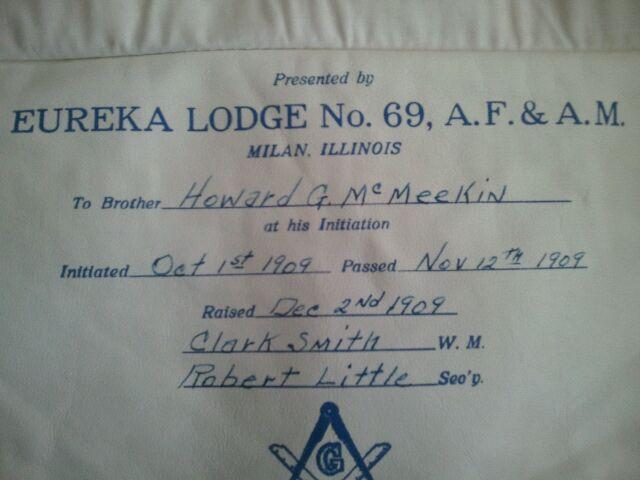 Presented by
EUREKA LODGE No. 69, A.F. & A.M.
MILAN, ILLINOIS
To Brother Howard G. McMeekin
at his Initiation
Initiated Oct 1st 1909 Passed Nov 12th 1909
Raised Dec 2nd 1909
Clark Smith W. M.
Robert Little Sec'y.
G